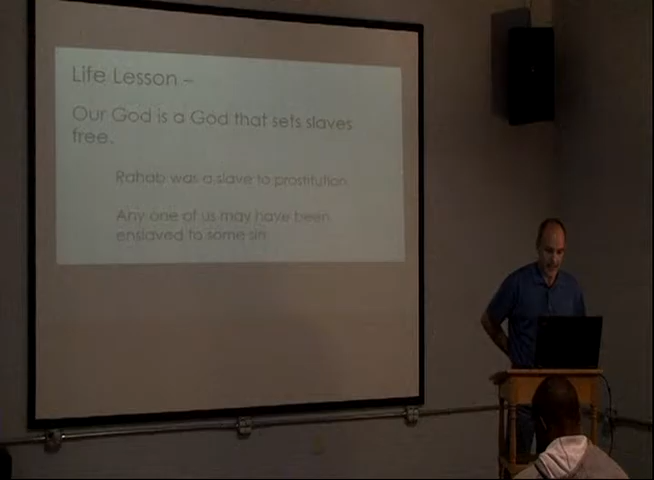 Life Lesson –
Our God is a God that sets slaves
free.
Rahab was a slave to prostitution
Any one of us may have been
enslaved to some sin